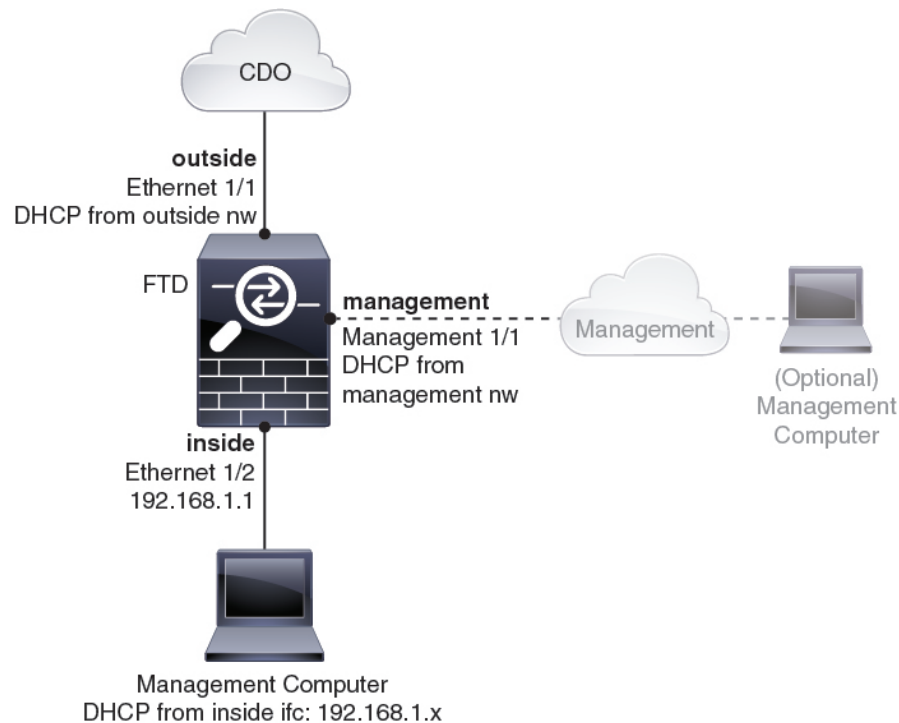 CDO
outside
Ethernet 1/1
DHCP from outside nw
FTD
management
Management 1/1
DHCP from
management nw
Management
(Optional)
Management
Computer
inside
Ethernet 1/2
192.168.1.1
Management Computer
DHCP from inside ifc: 192.168.1.x